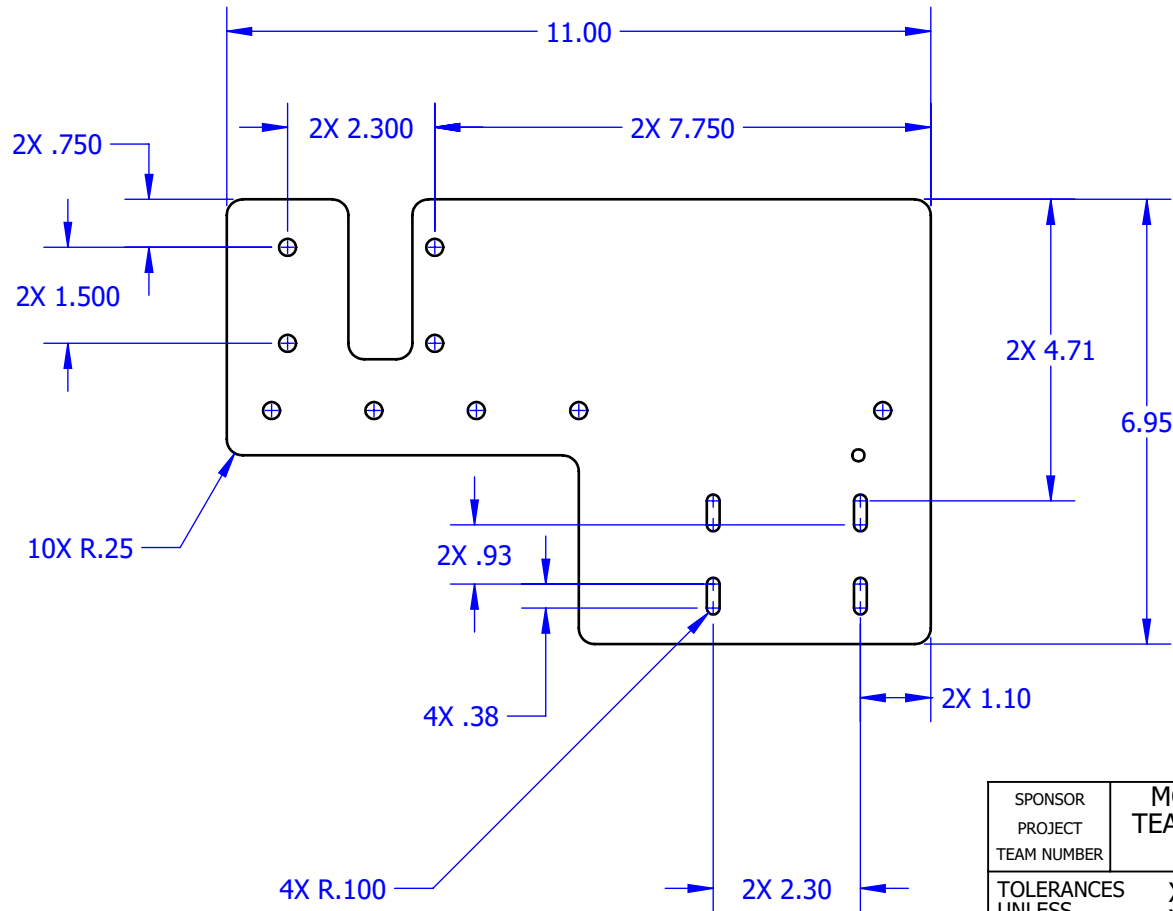 11.00
2X 2.300
2X 7.750
2X .750
2X 1.500
2X 4.71
6.95
10X R.25
2X .93
4X .38
2X 1.10
4X R.100
2X 2.30
SPONSOR
PROJECT
TEAM NUMBER
TOLERANCES
UNLESS